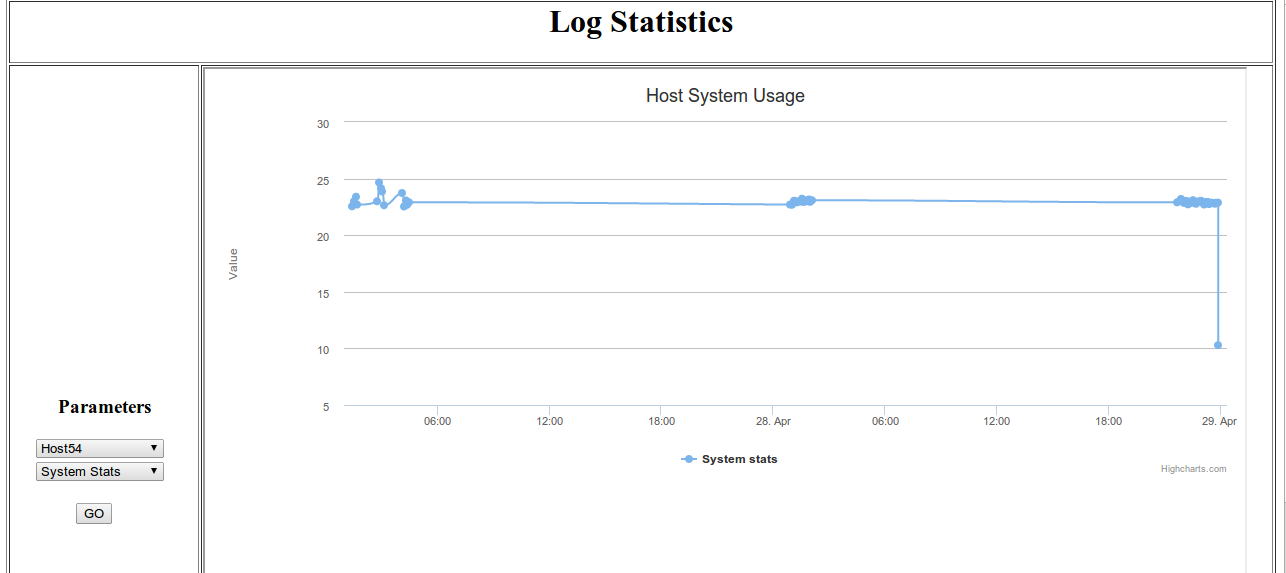 Log Statistics
Parameters
Host54
System Stats
GO
Host System Usage
Value
30
25
20
15
10
5
06:00 12:00 18:00 28. Apr 06:00 12:00 18:00 29. Apr
System stats
Highcharts.com